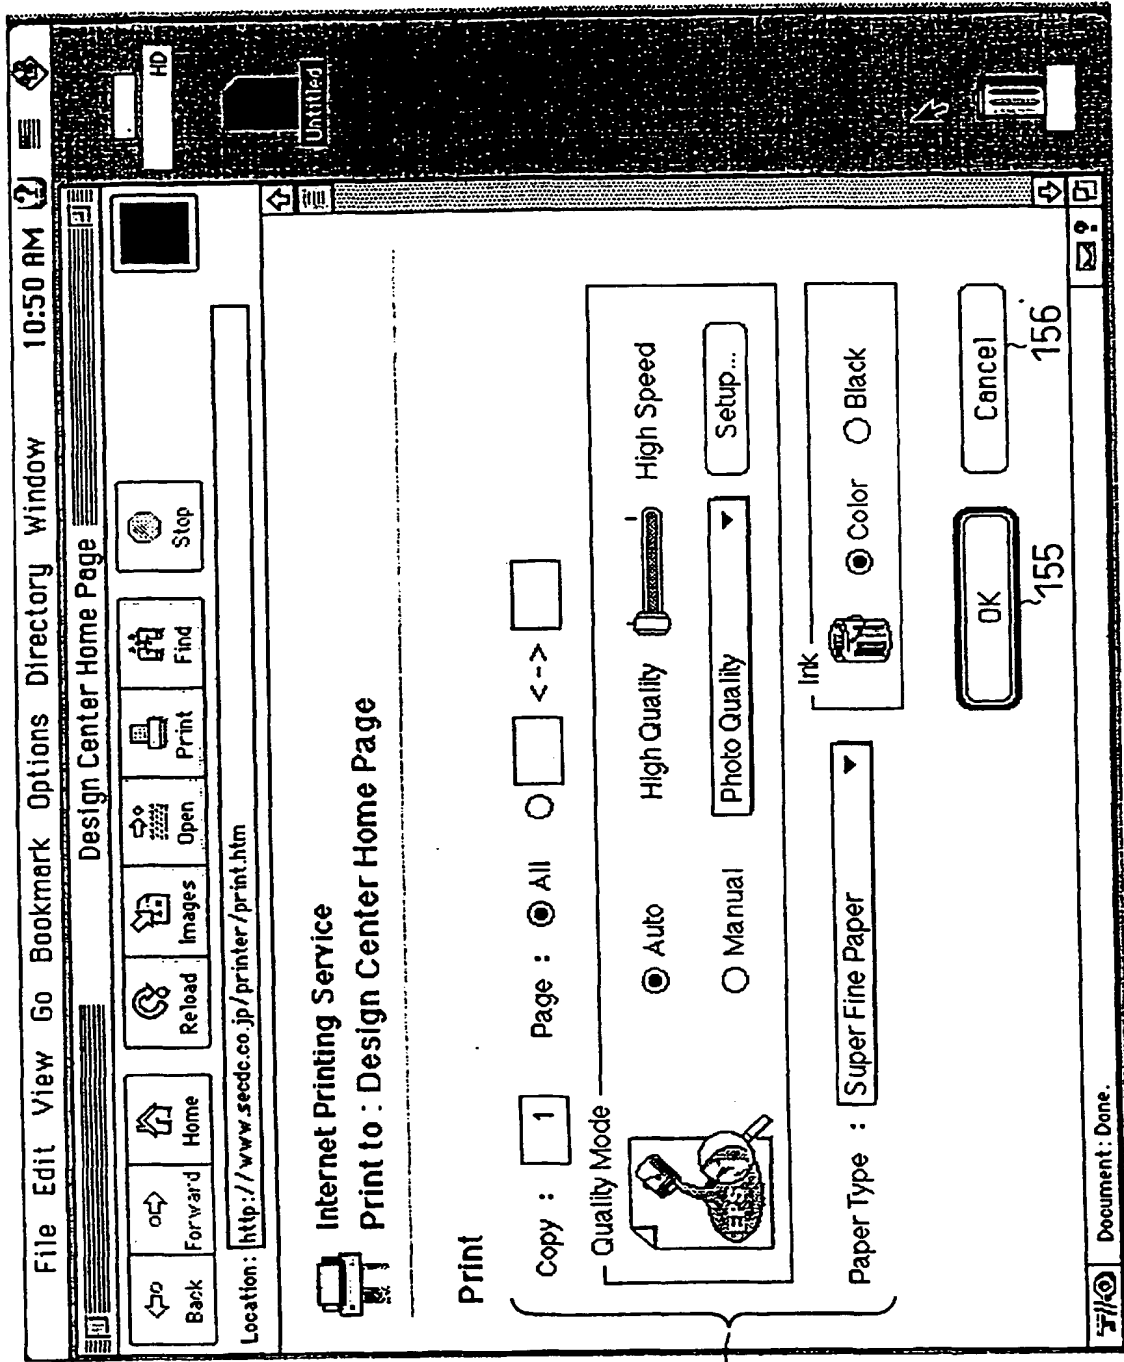 File Edit View Go Bookmark Options Directory Window 10:50 AM
HD
Untitled
Design Center Home Page
Back Forward Home Reload Images Open Print Find Stop
Location: http://www.secdc.co.jp/printer/print.htm
Internet Printing Service
Print to : Design Center Home Page
Print
Copy : 1 Page : All <->
Quality Mode
Auto High Quality High Speed
Manual Photo Quality Setup...
Paper Type : Super Fine Paper
Ink
Color Black
OK Cancel
155 156
Document: Done.